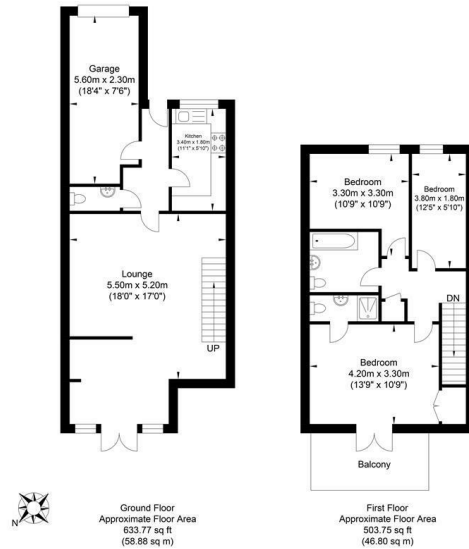 Garage
5.60m x 2.30m
(18'4" x 7'6")
Kitchen
3.40m x 1.80m
(11'1" x 5'10")
Lounge
5.50m x 5.20m
(18'0" x 17'0")
UP
N
Ground Floor
Approximate Floor Area
633.77 sq ft
(58.88 sq m)
Bedroom
3.30m x 3.30m
(10'9" x 10'9")
Bedroom
3.80m x 1.80m
(12'5" x 5'10")
DN
Bedroom
4.20m x 3.30m
(13'9" x 10'9")
Balcony
First Floor
Approximate Floor Area
503.75 sq ft
(46.80 sq m)